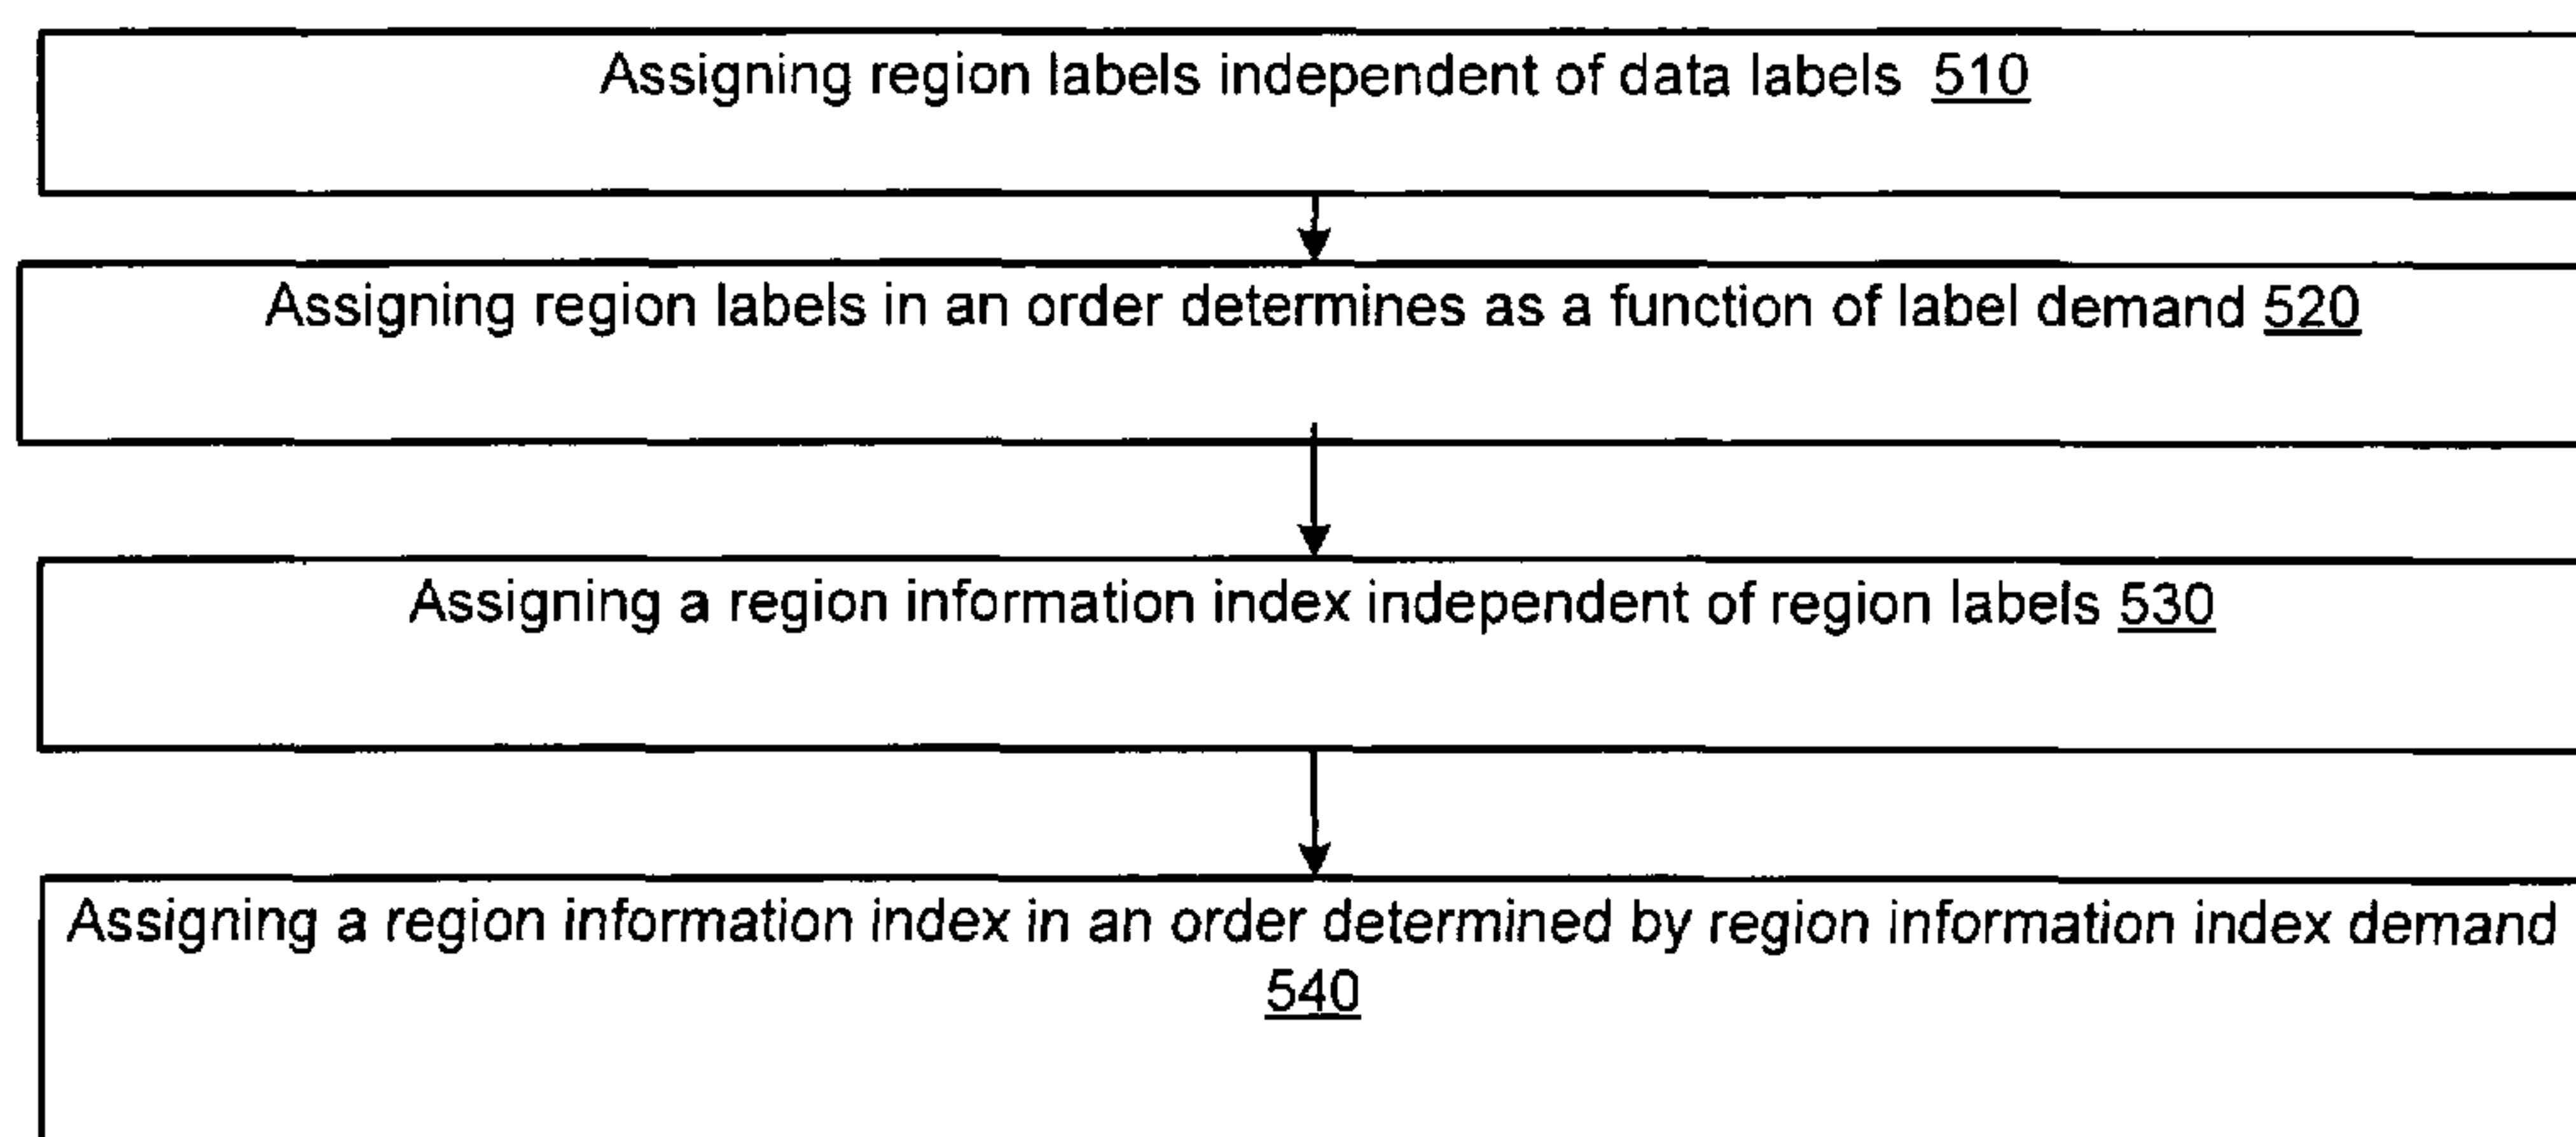 Assigning region labels independent of data labels 510
Assigning region labels in an order determines as a function of label demand 520
Assigning a region information index independent of region labels 530
Assigning a region information index in an order determined by region information index demand
540